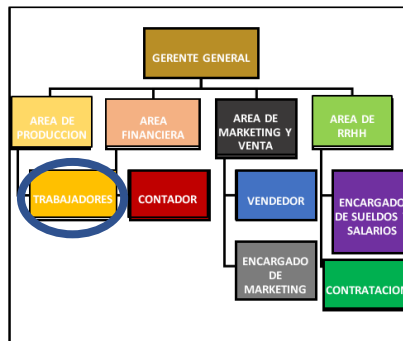 GERENTE GENERAL
AREA DE
PRODUCCION
AREA
FINANCIERA
AREA DE
MARKETING Y
VENTA
AREA DE
RRHH
TRABAJADORES
CONTADOR
VENDEDOR
ENCARGADO
DE SUELDOS Y
SALARIOS
ENCARGADO
DE
MARKETING
CONTRATACION